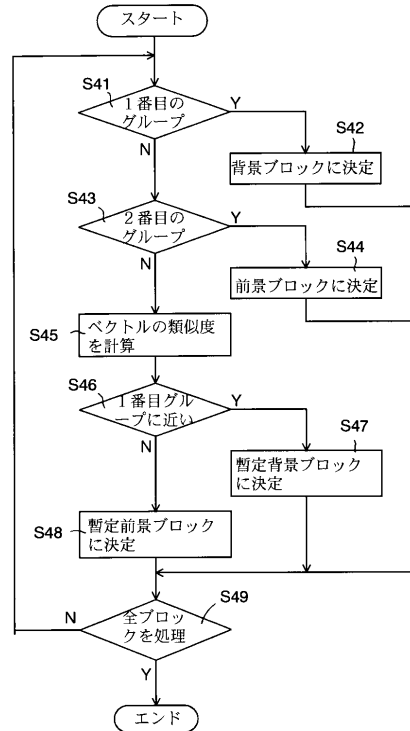 スタート
S41
1番目の
グループ
Y
N
S42
背景ブロックに決定
S43
2番目の
グループ
Y
N
S44
前景ブロックに決定
S45
ベクトルの類似度
を計算
S46
1番目グル
ープに近い
Y
N
S47
暫定背景ブロック
に決定
S48
暫定前景ブロック
に決定
S49
全ブロッ
クを処理
N
Y
エンド